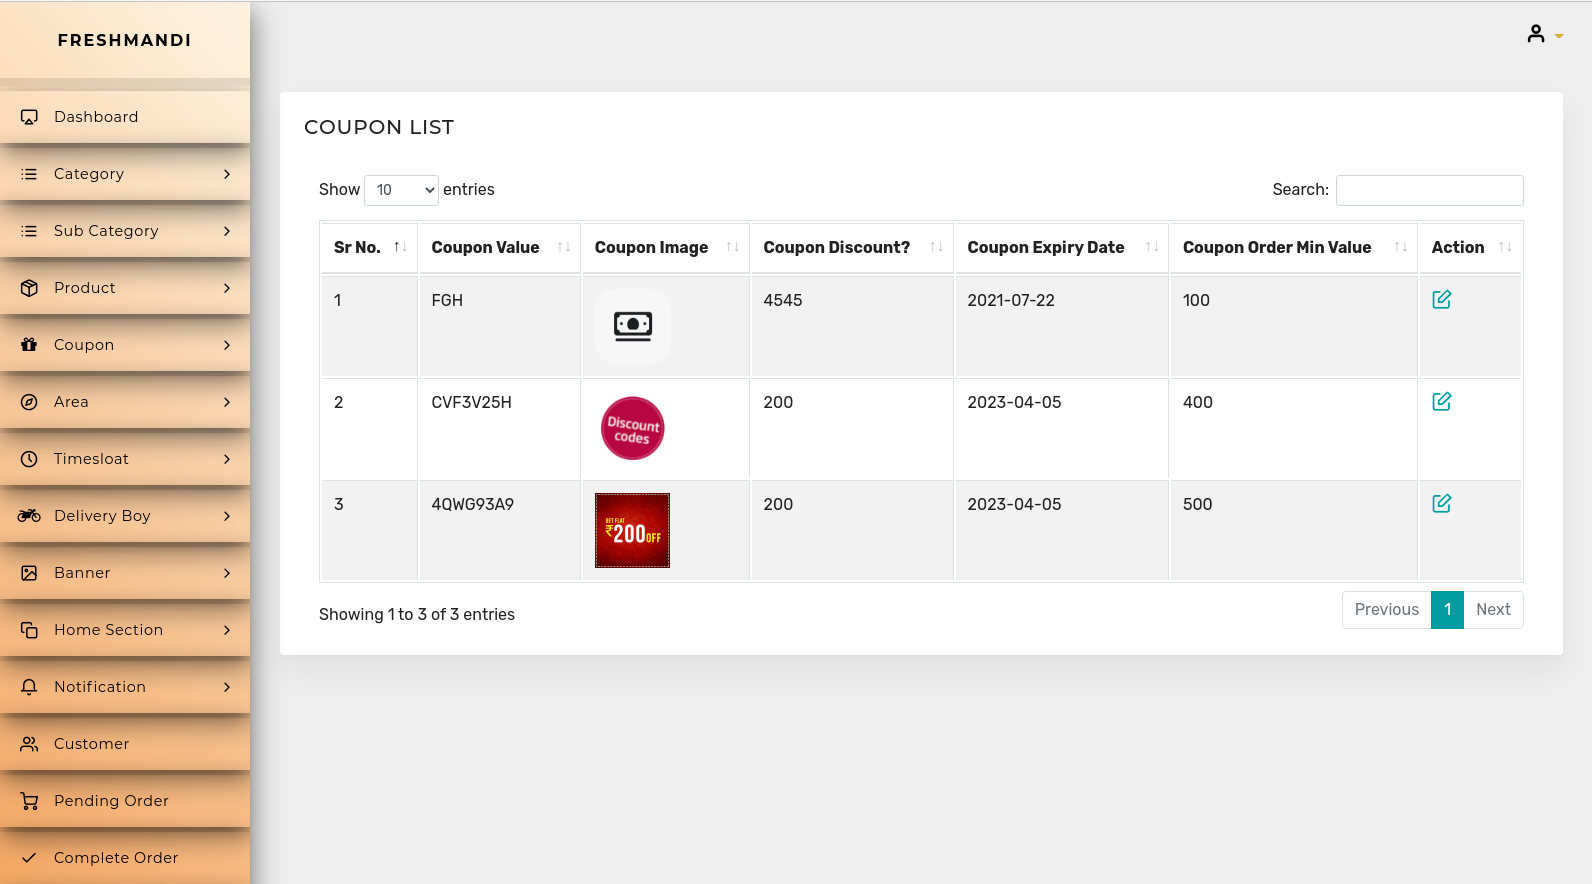 FRESHMANDI
Dashboard
Category
Sub Category
Product
Coupon
Area
Timesloat
Delivery Boy
Banner
Home Section
Notification
Customer
Pending Order
Complete Order
COUPON LIST
Show 10 entries Search:
Sr No. Coupon Value Coupon Image Coupon Discount? Coupon Expiry Date Coupon Order Min Value Action
1 FGH 4545 2021-07-22 100
2 CVF3V25H 200 2023-04-05 400
Discount
codes
3 4QWG93A9 200 2023-04-05 500
GET FLAT
₹200OFF
Showing 1 to 3 of 3 entries Previous 1 Next